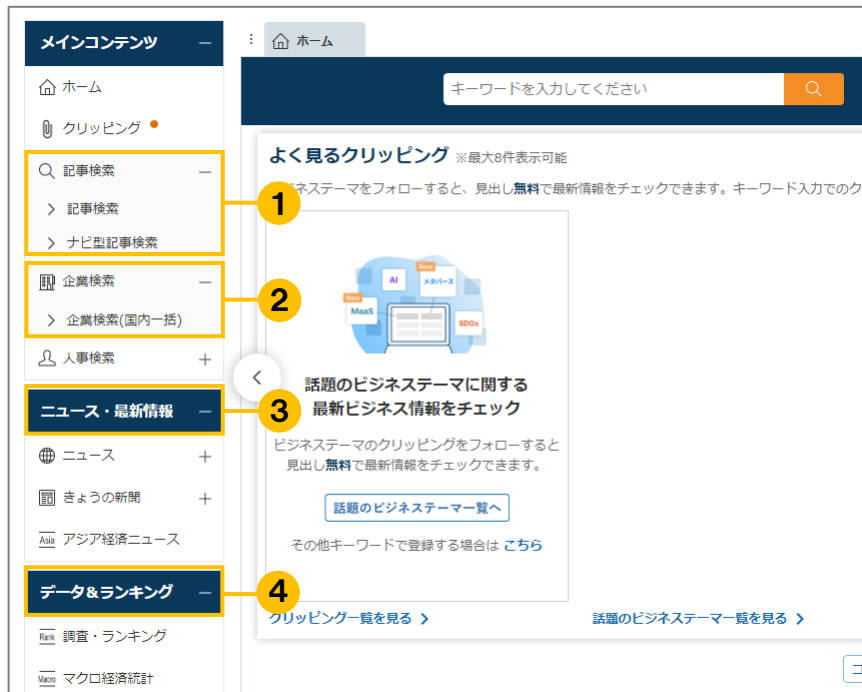 メインコンテンツ
ホーム
クリッピング
記事検索
記事検索
ナビ型記事検索
企業検索
企業検索(国内一括)
人事検索
ニュース・最新情報
ニュース
きょうの新聞
Asia アジア経済ニュース
データ&ランキング
Rank 調査・ランキング
Macro マクロ経済統計
1
2
3
4
ホーム
キーワードを入力してください
よく見るクリッピング ※最大8件表示可能
ネステーマをフォローすると、見出し無料で最新情報をチェックできます。キーワード入力でのク
AI
New
メタバース
New
MaaS
SDGs
話題のビジネステーマに関する
最新ビジネス情報をチェック
ビジネステーマのクリッピングをフォローすると
見出し無料で最新情報をチェックできます。
話題のビジネステーマ一覧へ
その他キーワードで登録する場合は こちら
クリッピング一覧を見る
話題のビジネステーマ一覧を見る